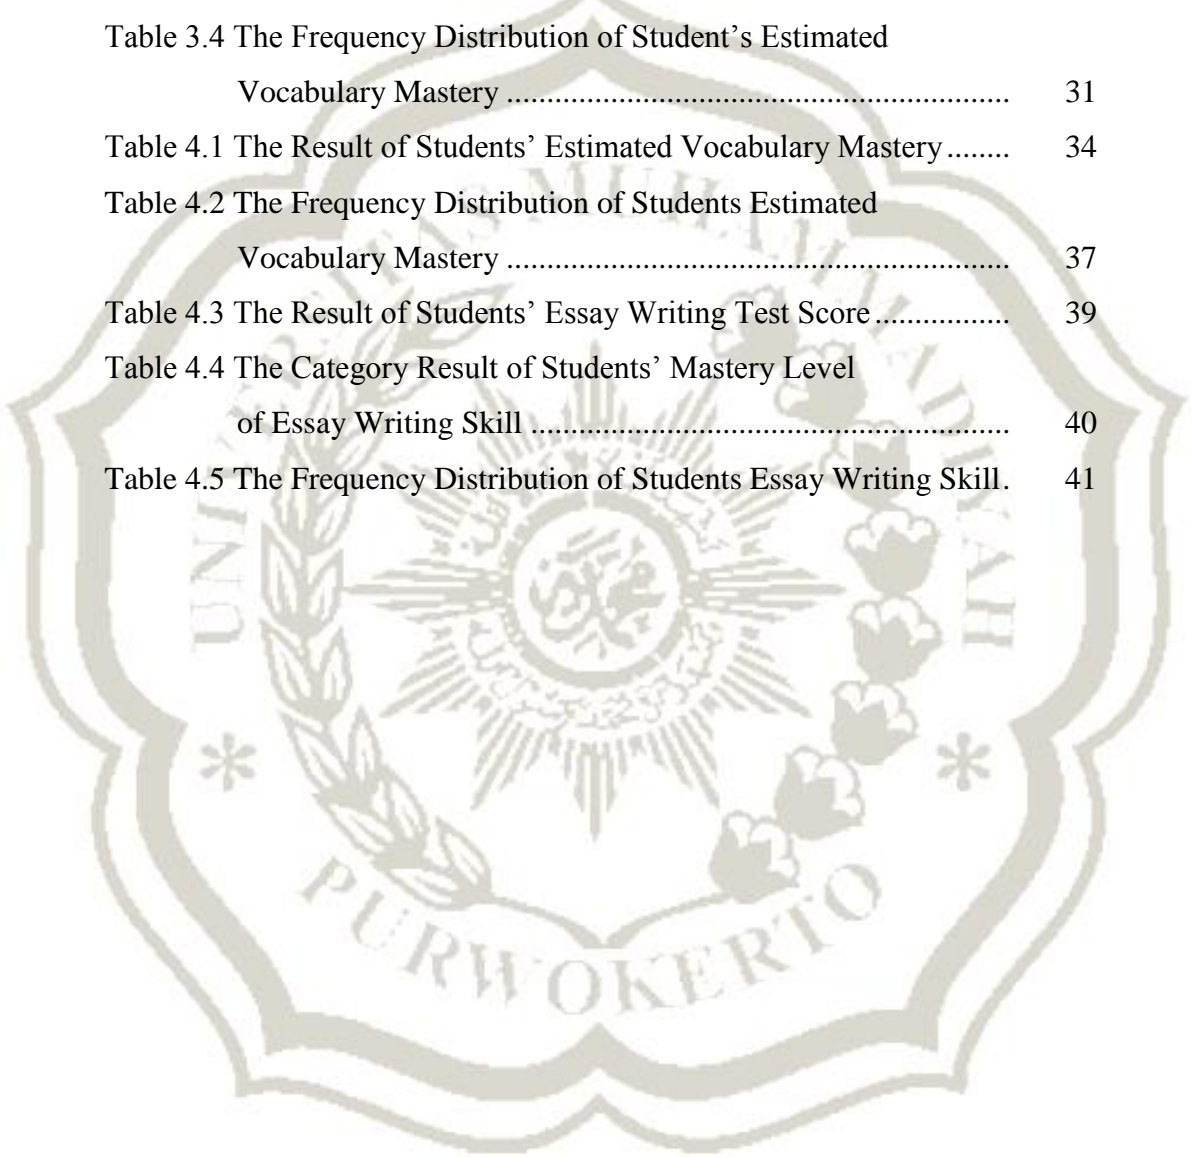 Table 3.4 The Frequency Distribution of Student’s Estimated
Vocabulary Mastery ............................................................... 31
Table 4.1 The Result of Students’ Estimated Vocabulary Mastery ........ 34
Table 4.2 The Frequency Distribution of Students Estimated
Vocabulary Mastery ............................................................... 37
Table 4.3 The Result of Students’ Essay Writing Test Score ................. 39
Table 4.4 The Category Result of Students’ Mastery Level
of Essay Writing Skill ............................................................ 40
Table 4.5 The Frequency Distribution of Students Essay Writing Skill . 41
UNIVERSITAS MUHAMMADIYAH
PURWOKERTO